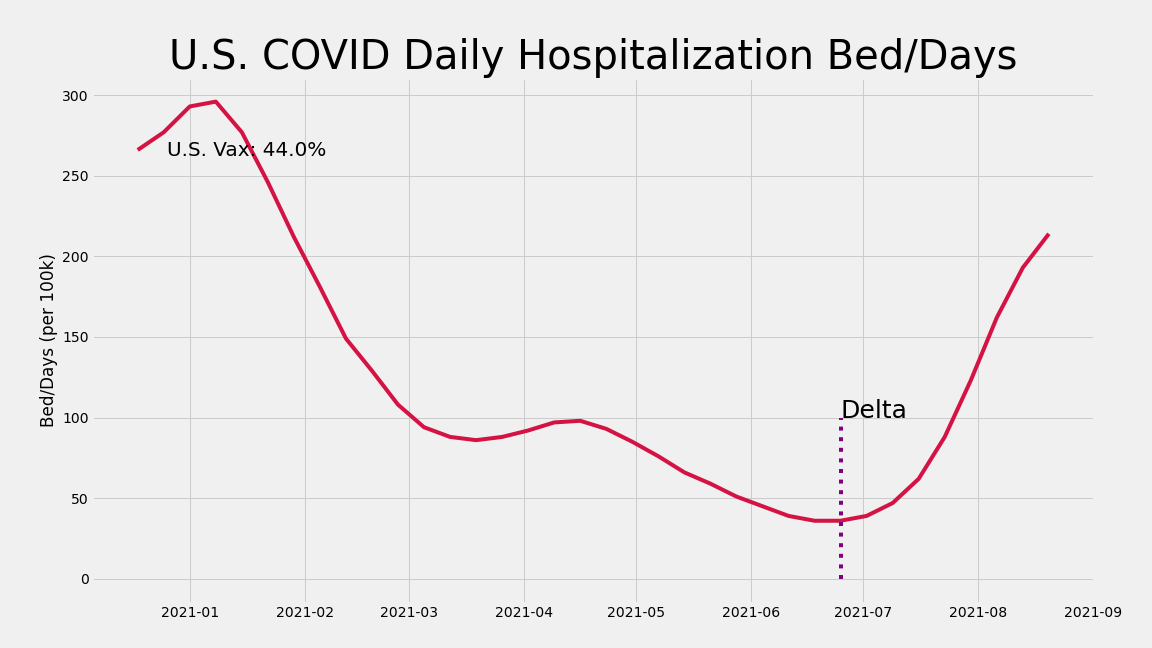 U.S. COVID Daily Hospitalization Bed/Days
300
U.S. Vax: 44.0%
250
200
150
Bed/Days (per 100k)
Delta
100
50
0
2021-01 2021-02 2021-03 2021-04 2021-05 2021-06 2021-07 2021-08 2021-09